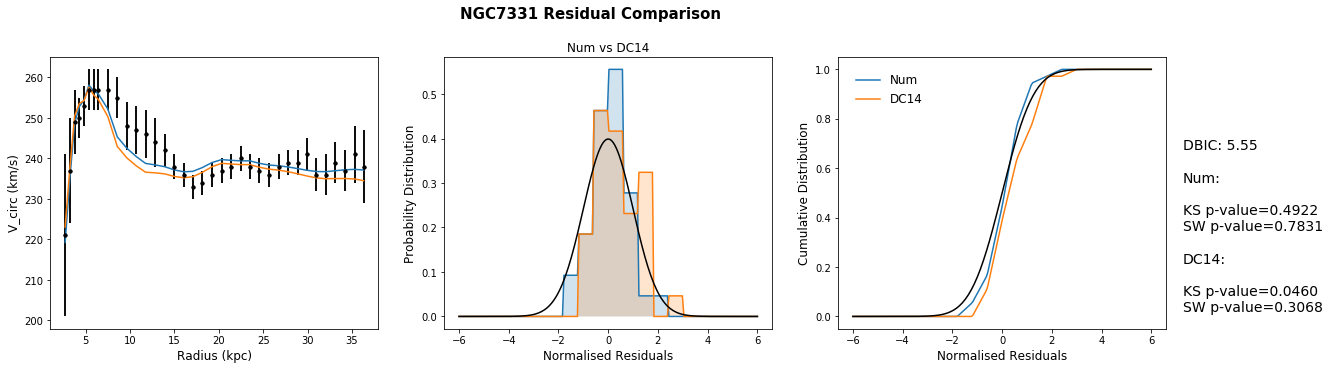 NGC7331 Residual Comparison
V_circ (km/s)
260
250
240
230
220
210
200
5
10
15
20
25
30
35
Radius (kpc)
Num vs DC14
Probability Distribution
0.5
0.4
0.3
0.2
0.1
0.0
−6
−4
−2
0
2
4
6
Normalised Residuals
Cumulative Distribution
1.0
0.8
0.6
0.4
0.2
0.0
Num
DC14
−6
−4
−2
0
2
4
6
Normalised Residuals
DBIC: 5.55
Num:
KS p-value=0.4922
SW p-value=0.7831
DC14:
KS p-value=0.0460
SW p-value=0.3068